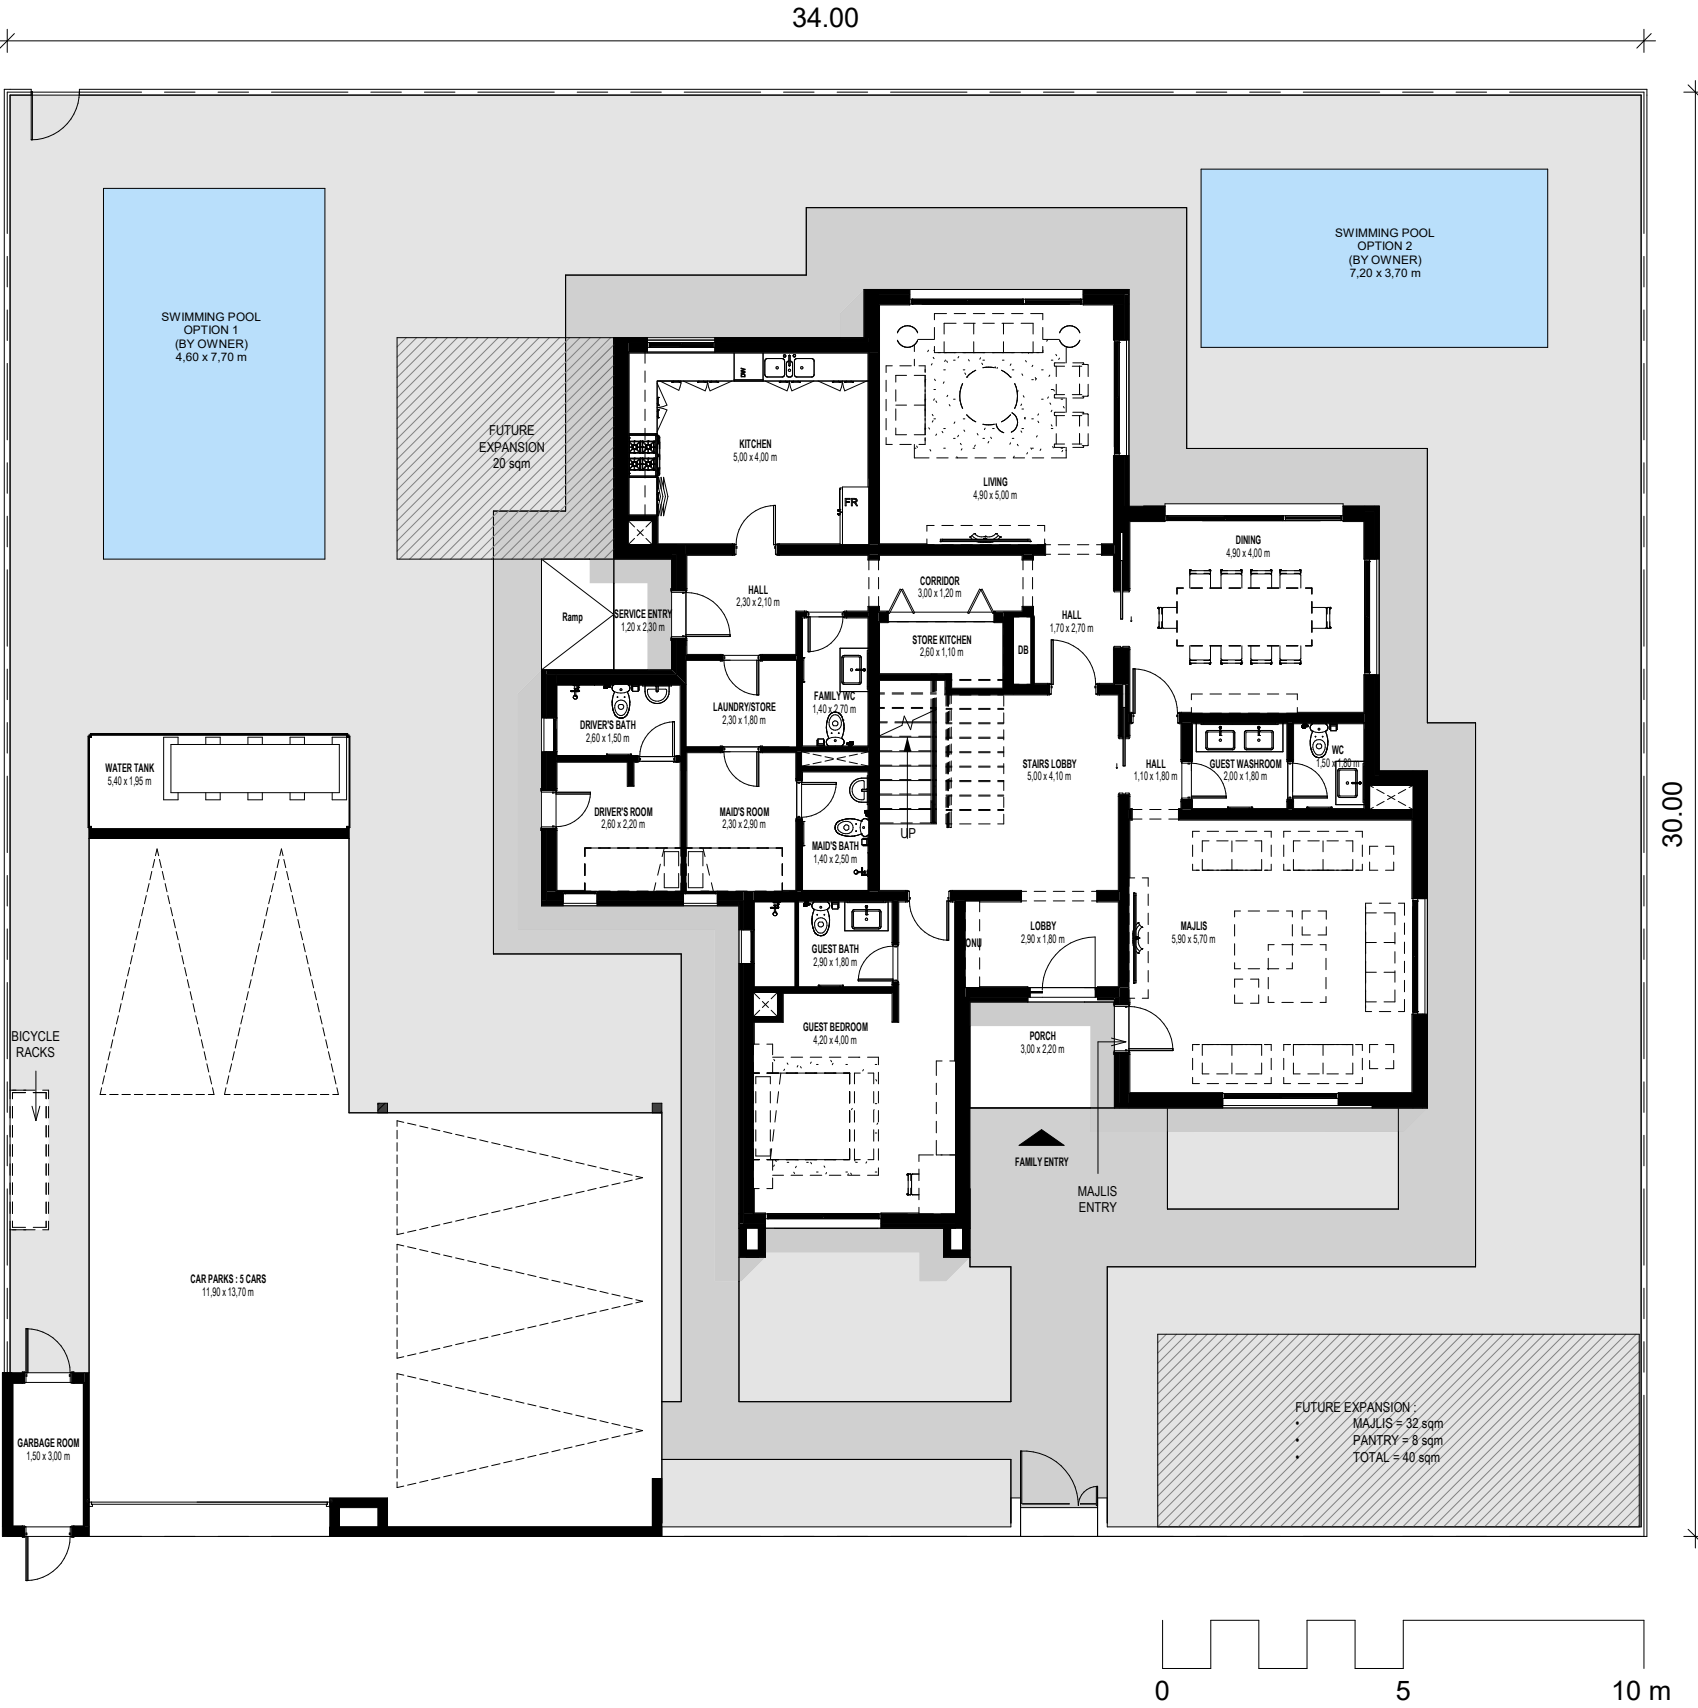 34.00
SWIMMING POOL
OPTION 2
(BY OWNER)
7,20 x 3,70 m
SWIMMING POOL
OPTION 1
(BY OWNER)
4,60 x 7,70 m
FUTURE
EXPANSION
20 sqm
DW
KITCHEN
5,00 x 4,00 m
FR
LIVING
4,90 x 5,00 m
DINING
4,90 x 4,00 m
HALL
2,30 x 2,10 m
CORRIDOR
3,00 x 1,20 m
Ramp
SERVICE ENTRY
1,20 x 2,30 m
HALL
1,70 x 2,70 m
STORE KITCHEN
2,60 x 1,10 m
DB
FAMILY WC
1,40 x 2,70 m
LAUNDRY/STORE
2,30 x 1,80 m
DRIVER'S BATH
2,60 x 1,50 m
WATER TANK
5,40 x 1,95 m
STAIRS LOBBY
5,00 x 4,10 m
HALL
1,10 x 1,80 m
GUEST WASHROOM
2,00 x 1,80 m
WC
1,50 x 1,80 m
DRIVER'S ROOM
2,60 x 2,20 m
MAID'S ROOM
2,30 x 2,90 m
UP
MAID'S BATH
1,40 x 2,50 m
30.00
GUEST BATH
2,90 x 1,80 m
ONU
LOBBY
2,90 x 1,80 m
MAJLIS
5,90 x 5,70 m
GUEST BEDROOM
4,20 x 4,00 m
PORCH
3,00 x 2,20 m
BICYCLE
RACKS
FAMILY ENTRY
MAJLIS
ENTRY
CAR PARKS : 5 CARS
11,90 x 13,70 m
GARBAGE ROOM
1,50 x 3,00 m
FUTURE EXPANSION :
• MAJLIS = 32 sqm
• PANTRY = 8 sqm
• TOTAL = 40 sqm
0 5 10 m